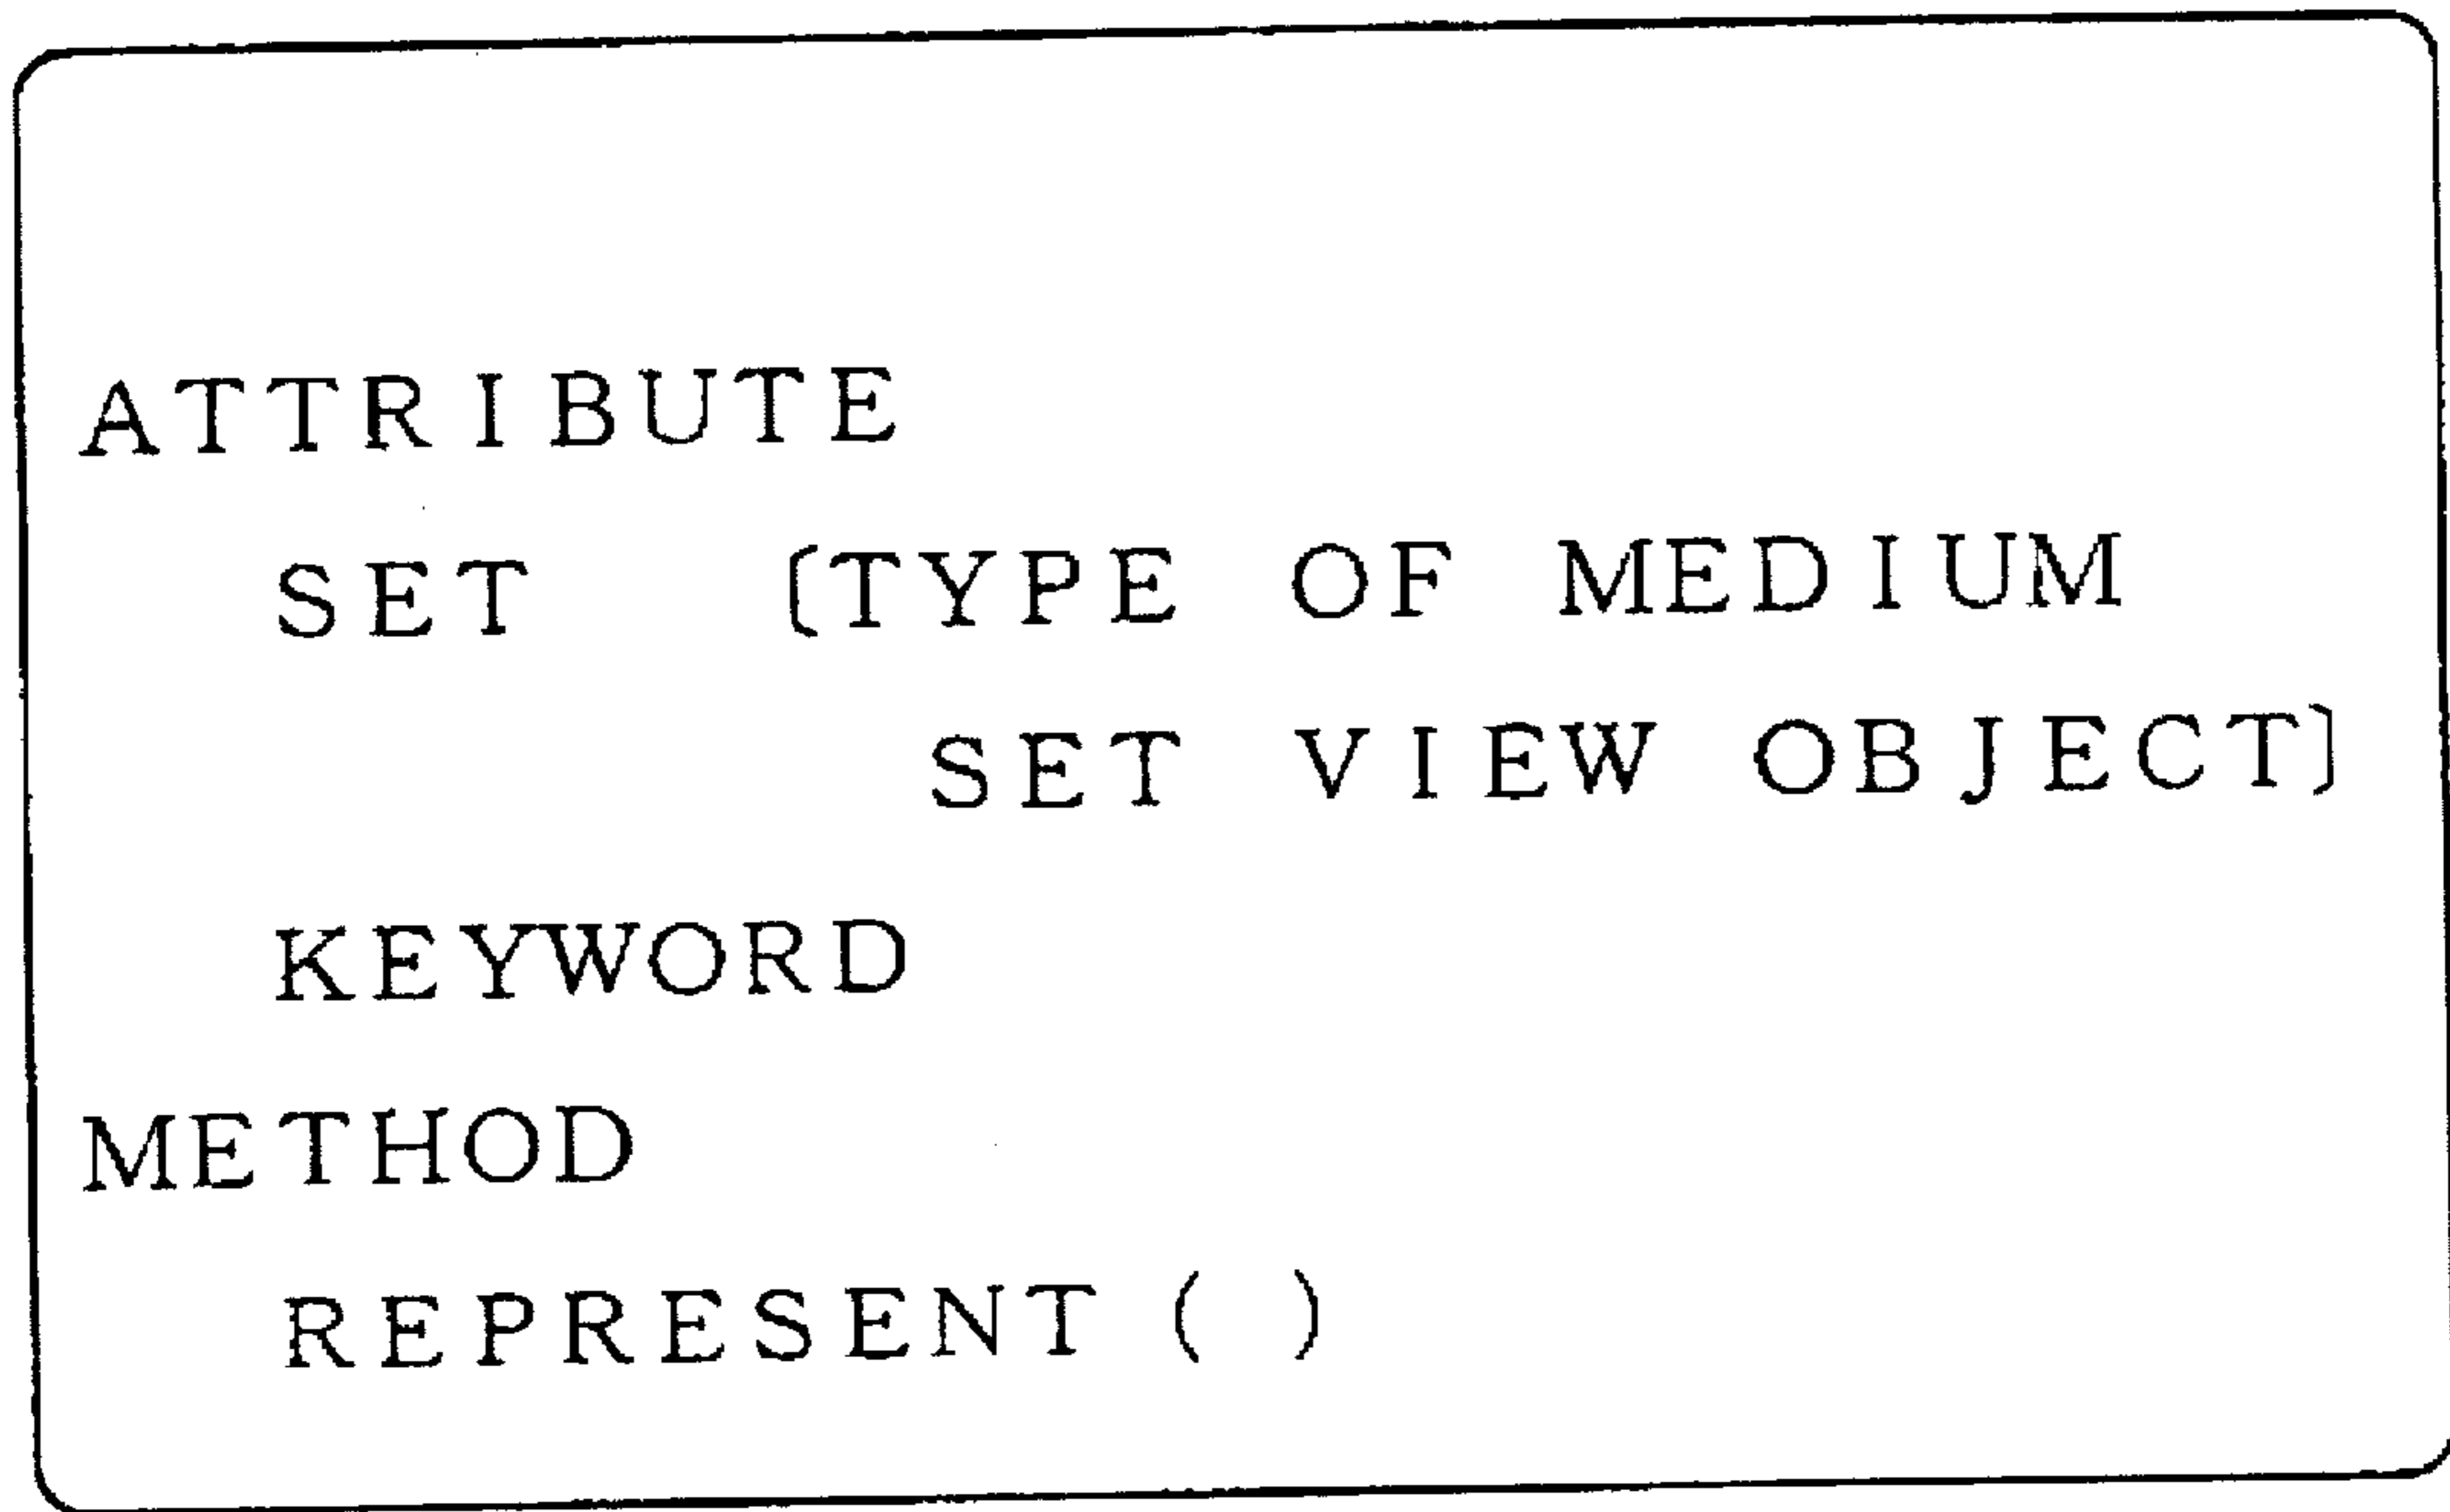 ATTRIBUTE
SET (TYPE OF MEDIUM
SET VIEW OBJECT)
KEYWORD
METHOD
REPRESENT ( )